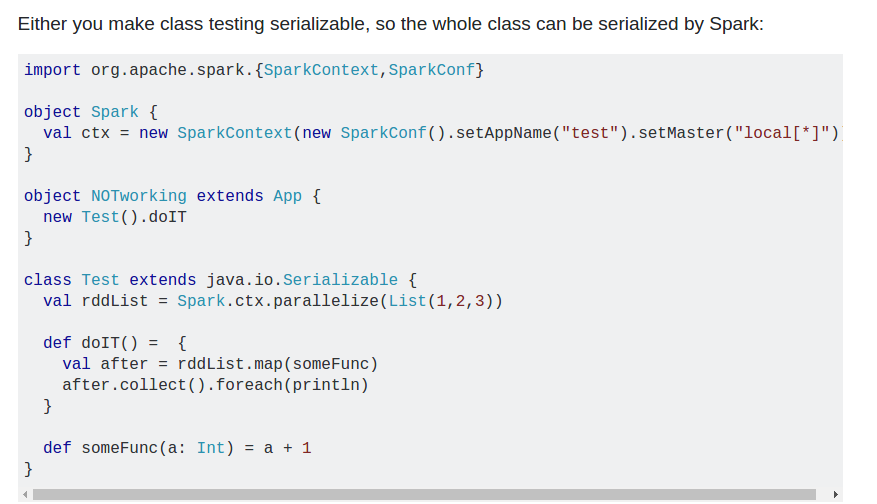 Either you make class testing serializable, so the whole class can be serialized by Spark:
import org.apache.spark.{SparkContext,SparkConf}
object Spark {
  val ctx = new SparkContext(new SparkConf().setAppName("test").setMaster("local[*]"))
}
object NOTworking extends App {
  new Test().doIT
}
class Test extends java.io.Serializable {
  val rddList = Spark.ctx.parallelize(List(1,2,3))
  def doIT() =  {
    val after = rddList.map(someFunc)
    after.collect().foreach(println)
  }
  def someFunc(a: Int) = a + 1
}